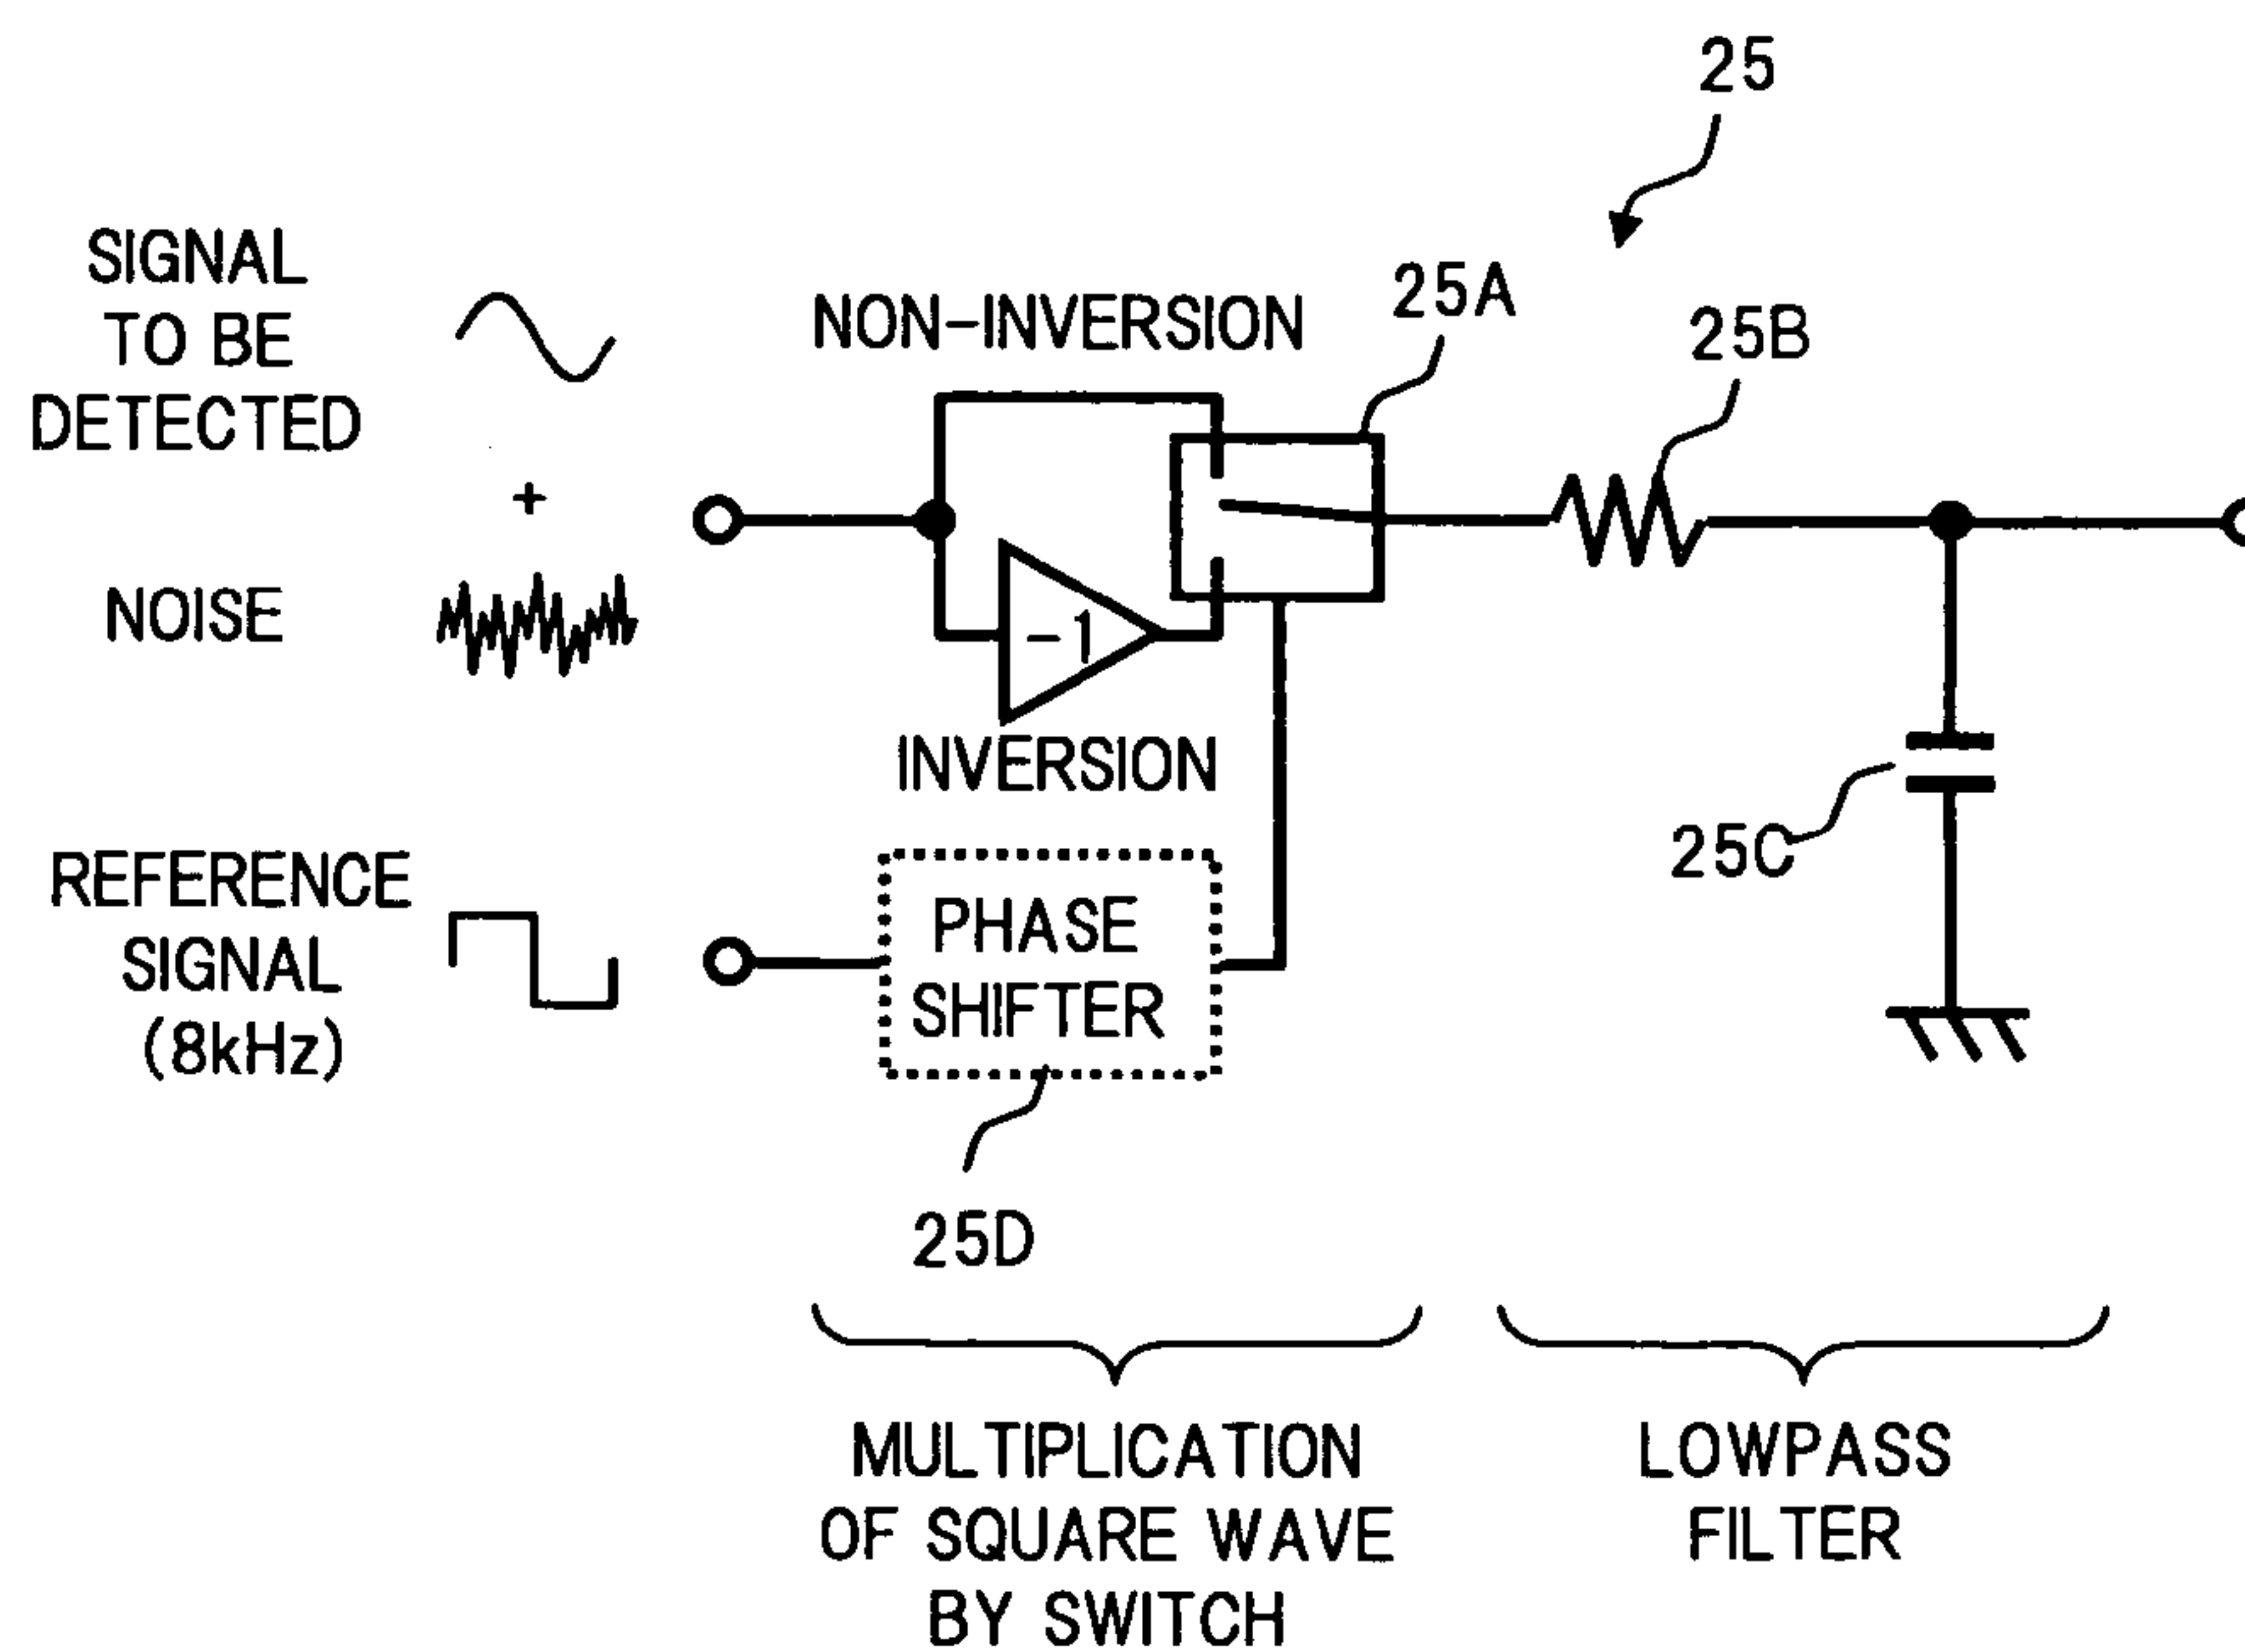 25
SIGNAL
TO BE
DETECTED
+
NOISE
NON-INVERSION
25A
25B
-1
INVERSION
25C
REFERENCE
SIGNAL
(8kHz)
PHASE
SHIFTER
25D
MULTIPLICATION
OF SQUARE WAVE
BY SWITCH
LOWPASS
FILTER